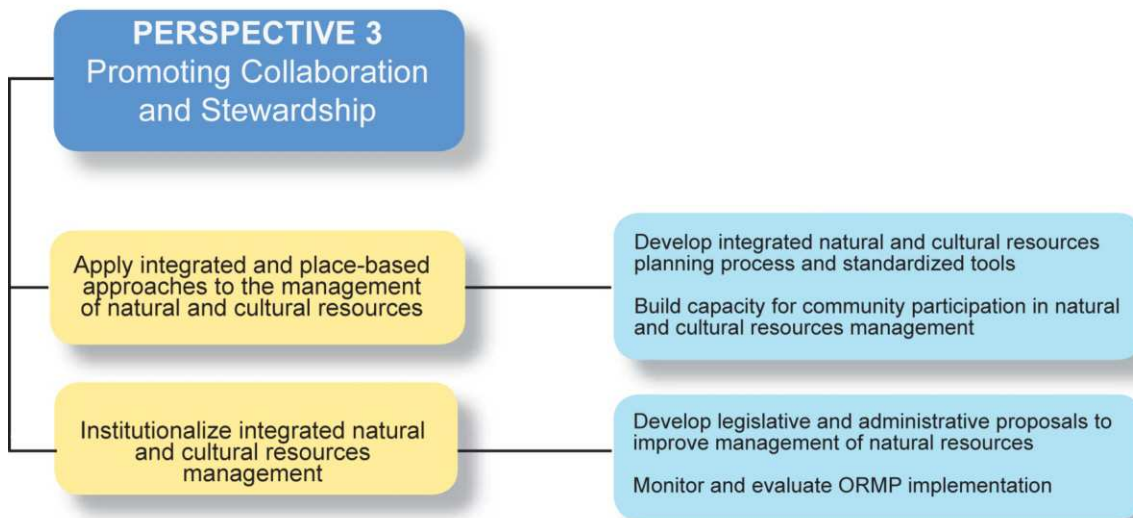 PERSPECTIVE 3
Promoting Collaboration
and Stewardship
Apply integrated and place-based
approaches to the management
of natural and cultural resources
Develop integrated natural and cultural resources
planning process and standardized tools
Build capacity for community participation in natural
and cultural resources management
Institutionalize integrated natural
and cultural resources
management
Develop legislative and administrative proposals to
improve management of natural resources
Monitor and evaluate ORMP implementation